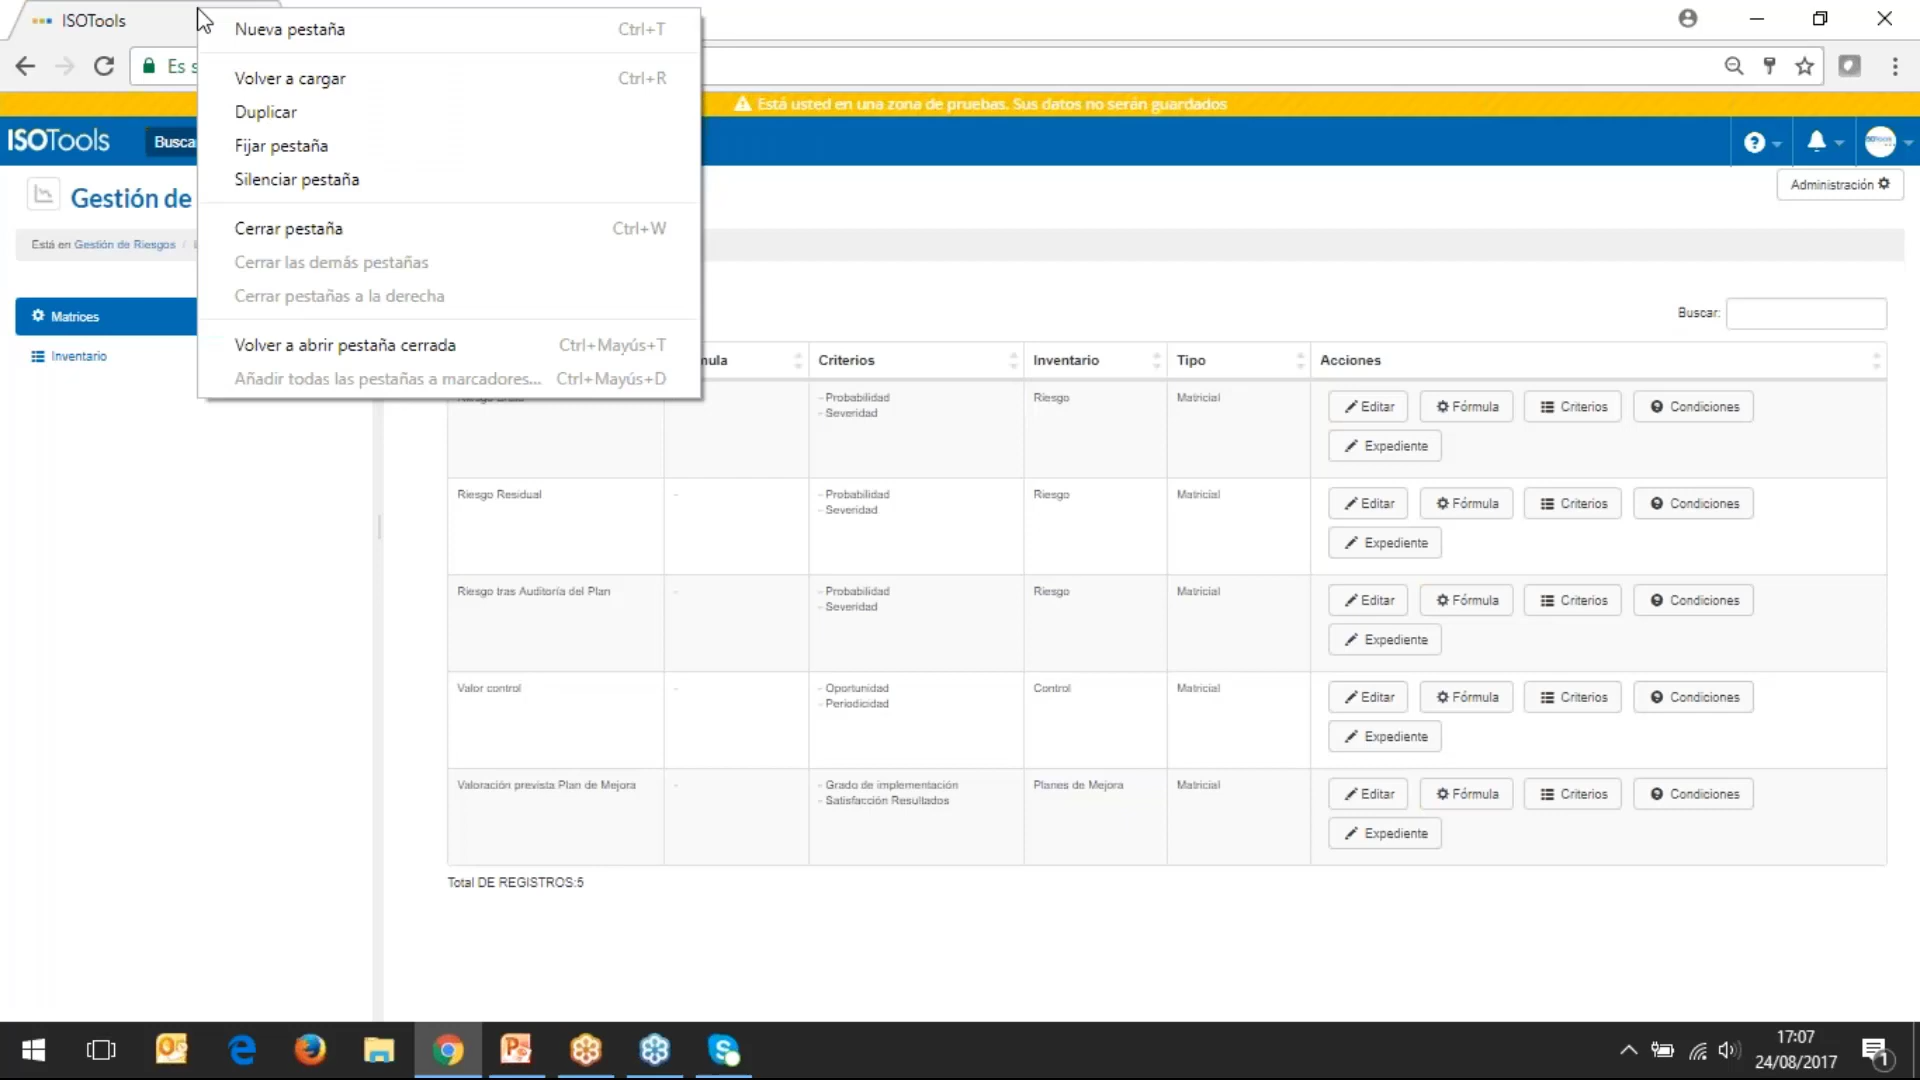 ISOTools
Nueva pestaña Ctrl+T
Es s
Volver a cargar Ctrl+R
Está usted en una zona de pruebas. Sus datos no serán guardados
Duplicar
ISOTools
Busca
Fijar pestaña
Silenciar pestaña
Administración
Gestión de
Cerrar pestaña Ctrl+W
Está en Gestión de Riesgos /
Cerrar las demás pestañas
Cerrar pestañas a la derecha
Matrices
Buscar:
Volver a abrir pestaña cerrada Ctrl+Mayús+T
Inventario
Añadir todas las pestañas a marcadores... Ctrl+Mayús+D
mula Criterios Inventario Tipo Acciones
- Probabilidad Riesgo Matricial
- Severidad
Editar Fórmula Criterios Condiciones
Expediente
Riesgo Residual - - Probabilidad Riesgo Matricial
- Severidad
Editar Fórmula Criterios Condiciones
Expediente
Riesgo tras Auditoría del Plan - - Probabilidad Riesgo Matricial
- Severidad
Editar Fórmula Criterios Condiciones
Expediente
Valor control - - Oportunidad Control Matricial
- Periodicidad
Editar Fórmula Criterios Condiciones
Expediente
Valoración prevista Plan de Mejora - - Grado de implementación Planes de Mejora Matricial
- Satisfacción Resultados
Editar Fórmula Criterios Condiciones
Expediente
Total DE REGISTROS:5
17:07
24/08/2017
1